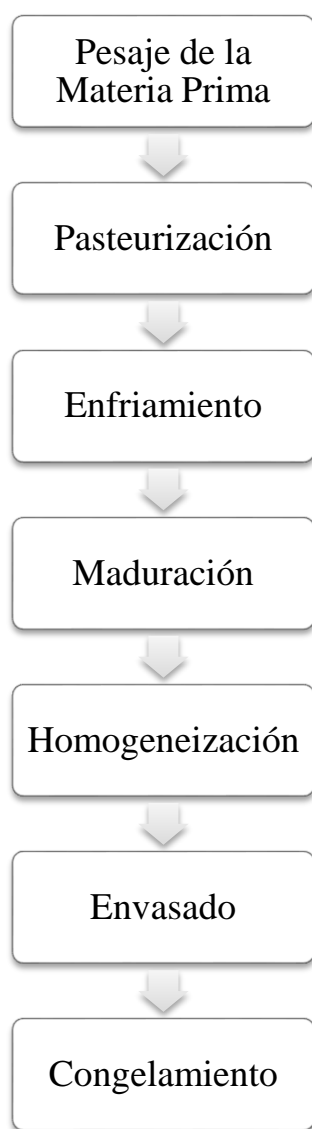 Pesaje de la
Materia Prima
Pasteurización
Enfriamiento
Maduración
Homogeneización
Envasado
Congelamiento